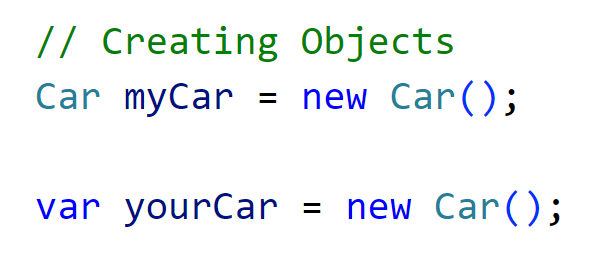 // Creating Objects
Car myCar = new Car();
var yourCar = new Car();